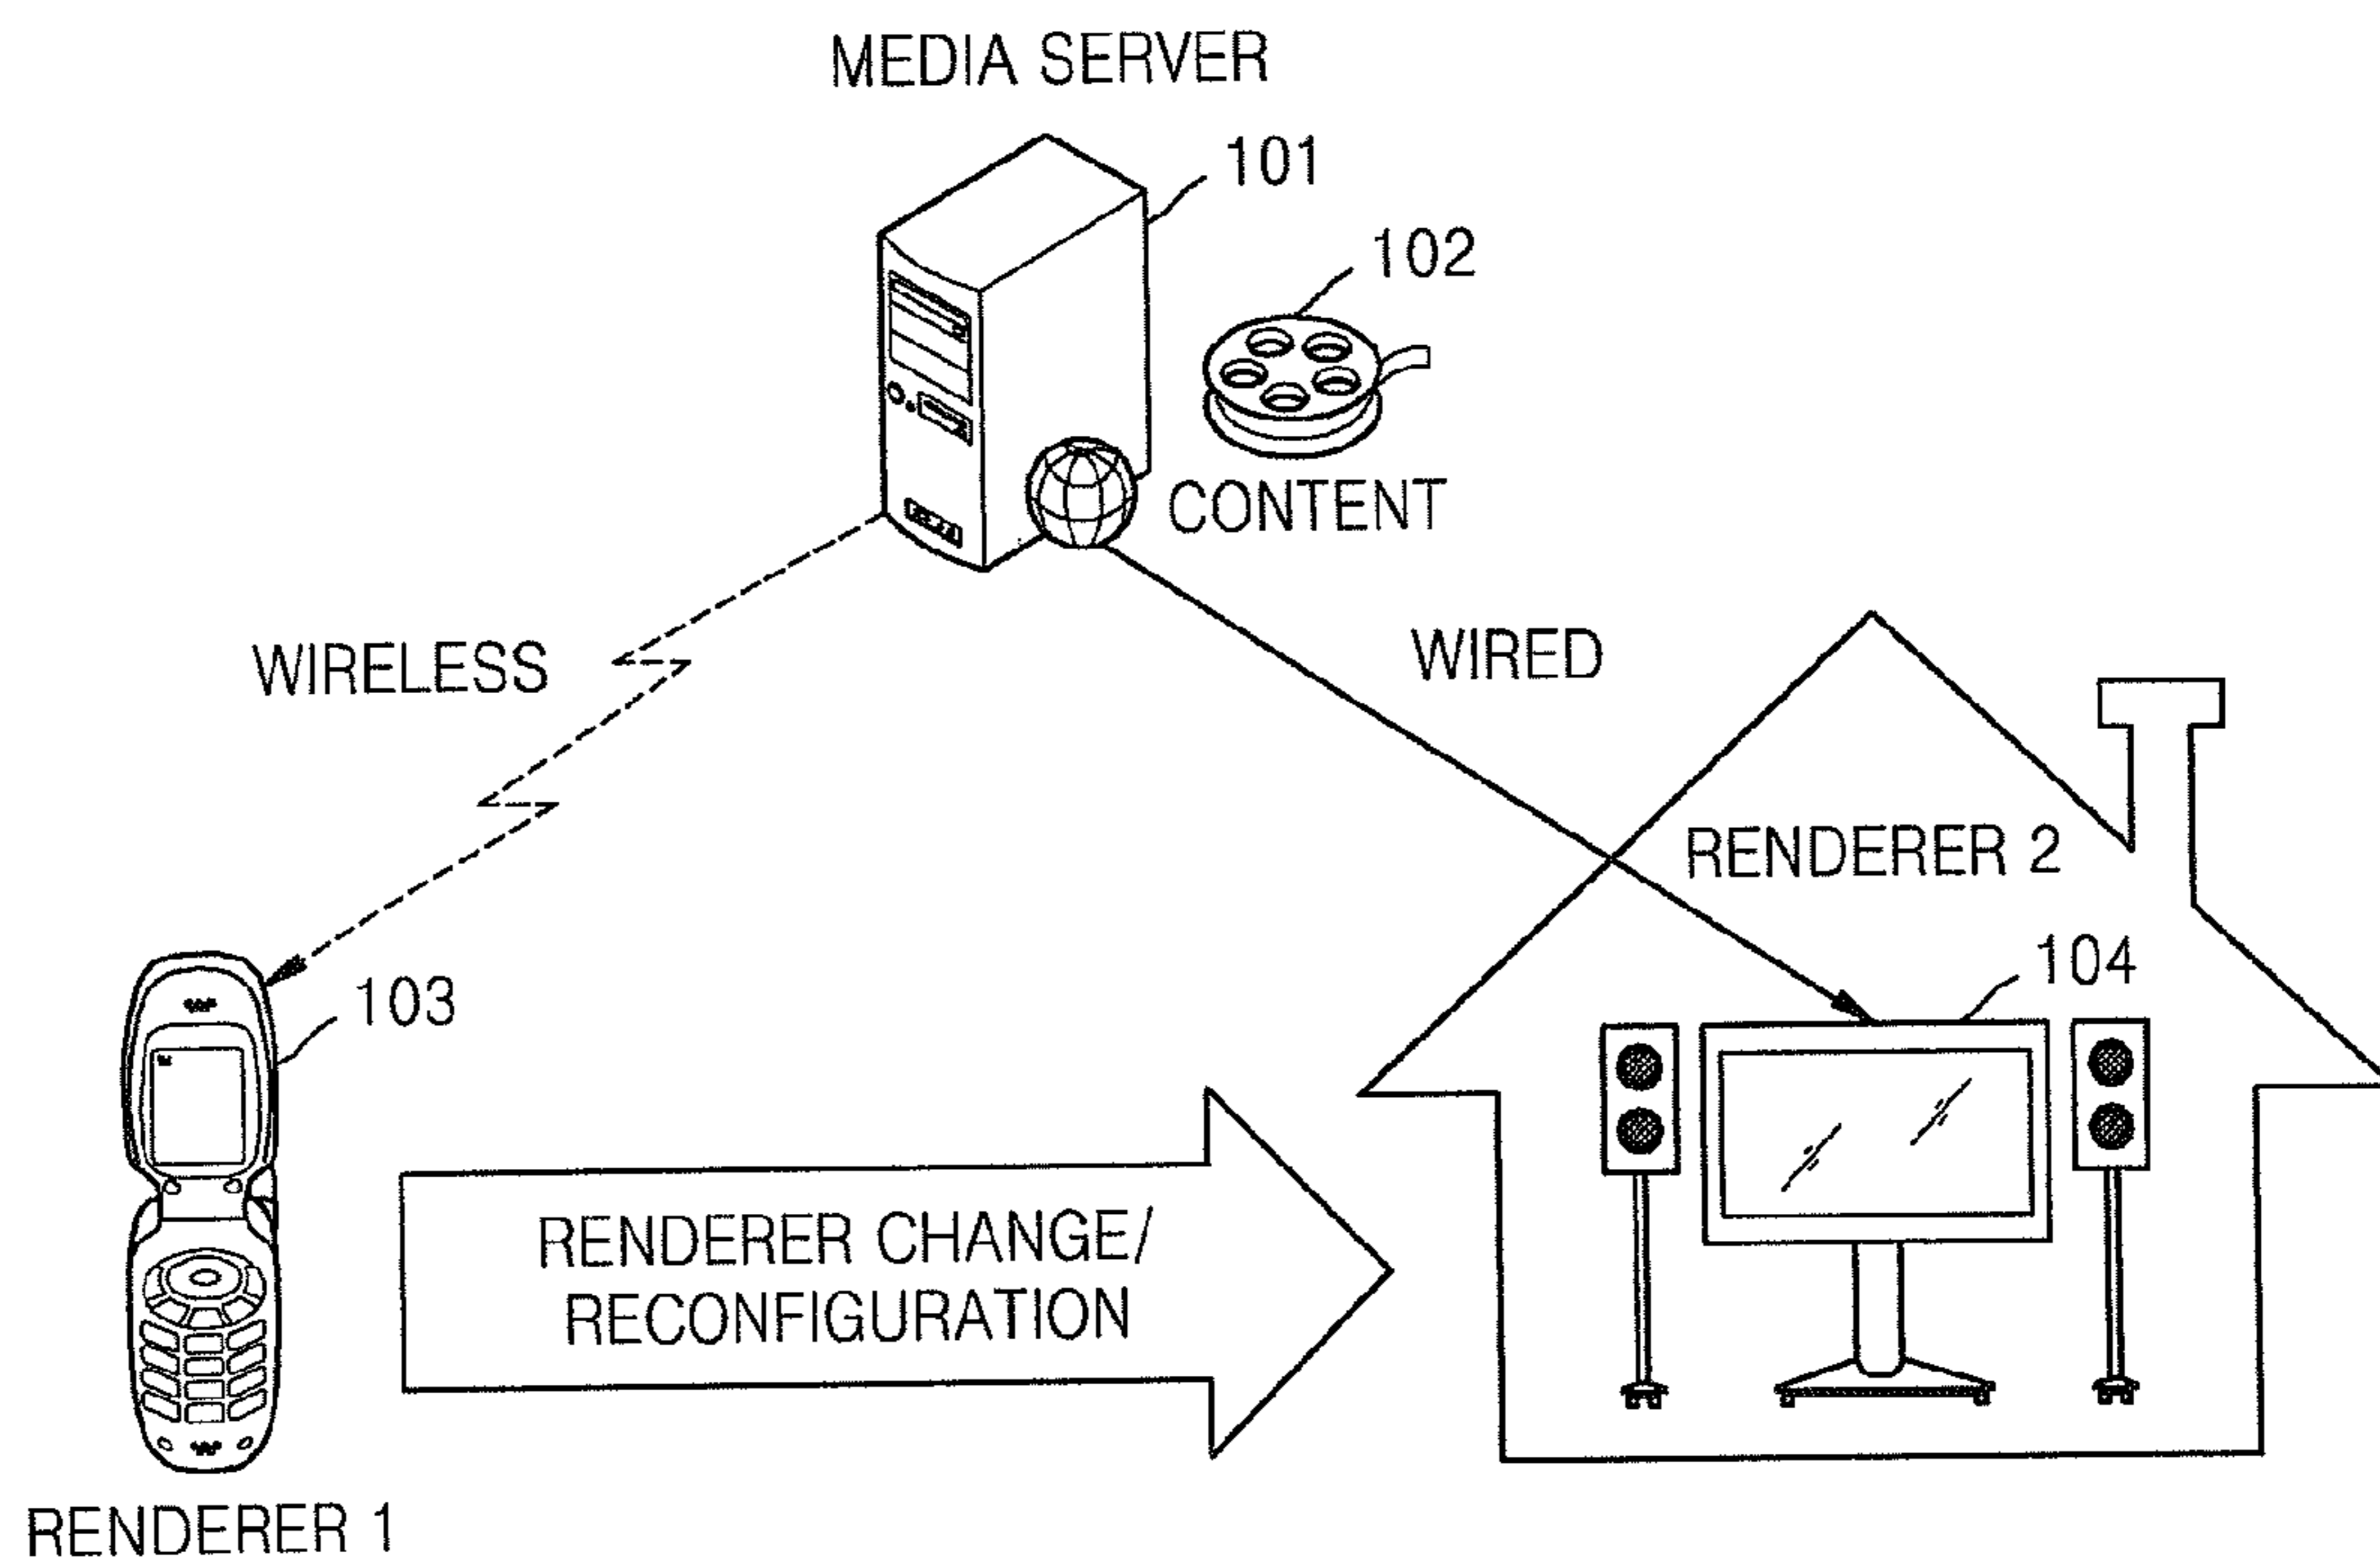 MEDIA SERVER
101
102
CONTENT
WIRELESS
WIRED
RENDERER 2
103
104
RENDERER CHANGE/
RECONFIGURATION
RENDERER 1